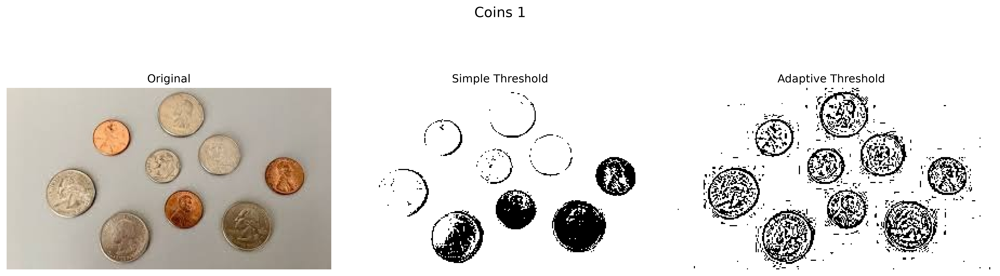 Coins 1
Original
Simple Threshold
Adaptive Threshold